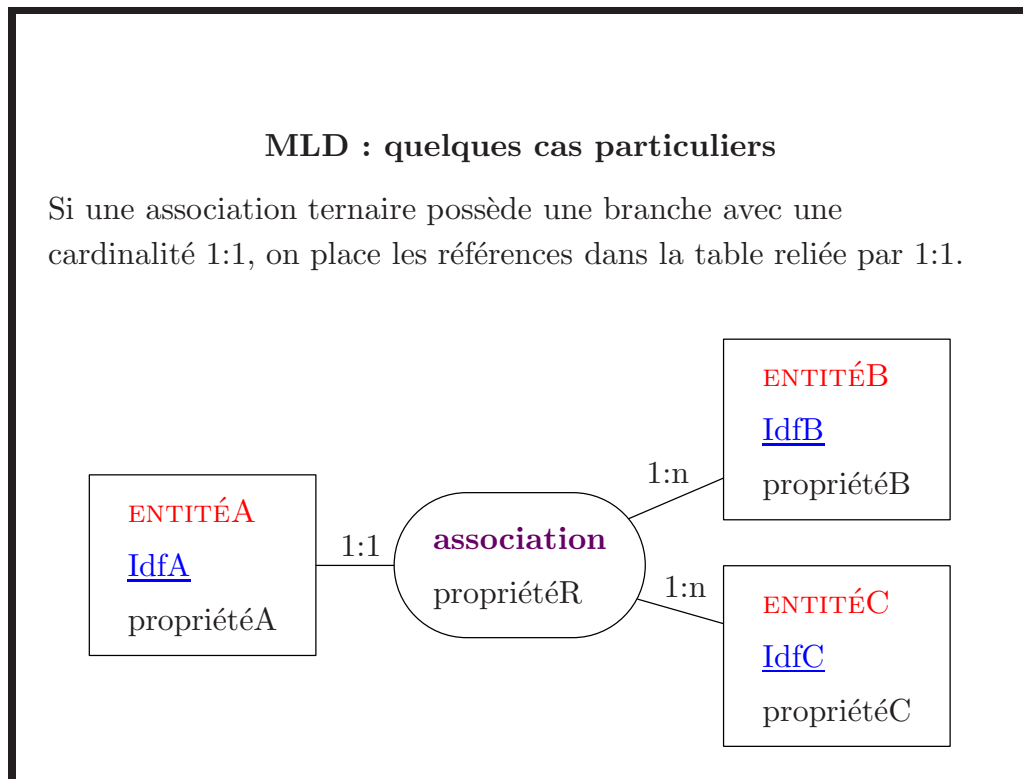 MLD : quelques cas particuliers
Si une association ternaire possède une branche avec une
cardinalité 1:1, on place les références dans la table reliée par 1:1.
ENTITÉA
IdfA
propriétéA
1:1
association
propriétéR
1:n
ENTITÉB
IdfB
propriétéB
1:n
ENTITÉC
IdfC
propriétéC